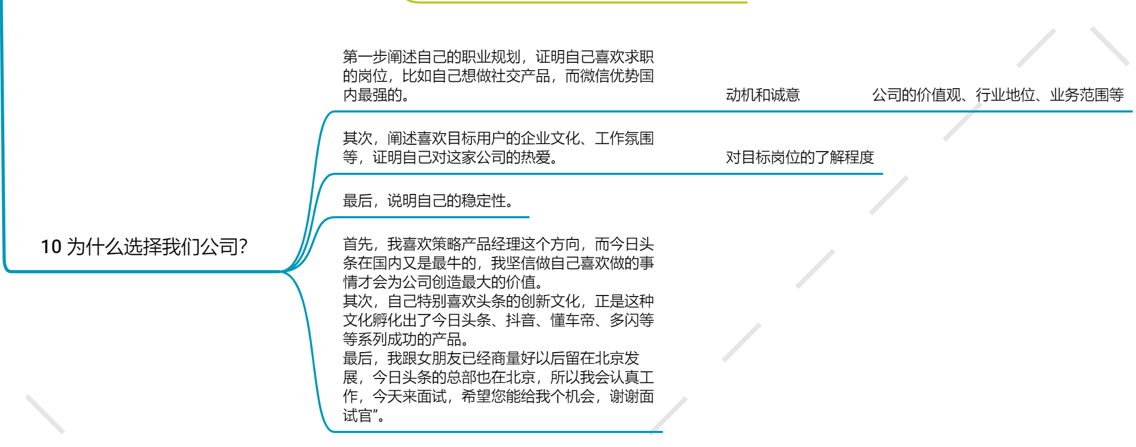 第一步阐述自己的职业规划，证明自己喜欢求职
的岗位，比如自己想做社交产品，而微信优势国
内最强的。
动机和诚意
公司的价值观、行业地位、业务范围等
其次，阐述喜欢目标用户的企业文化、工作氛围
等，证明自己对这家公司的热爱。
对目标岗位的了解程度
最后，说明自己的稳定性。
10 为什么选择我们公司?
首先，我喜欢策略产品经理这个方向，而今日头
条在国内又是最牛的，我坚信做自己喜欢做的事
情才会为公司创造最大的价值。
其次，自己特别喜欢头条的创新文化，正是这种
文化孵化出了今日头条、抖音、懂车帝、多闪等
等系列成功的产品。
最后，我跟女朋友已经商量好以后留在北京发
展，今日头条的总部也在北京，所以我会认真工
作，今天来面试，希望您能给我个机会，谢谢面
试官”。